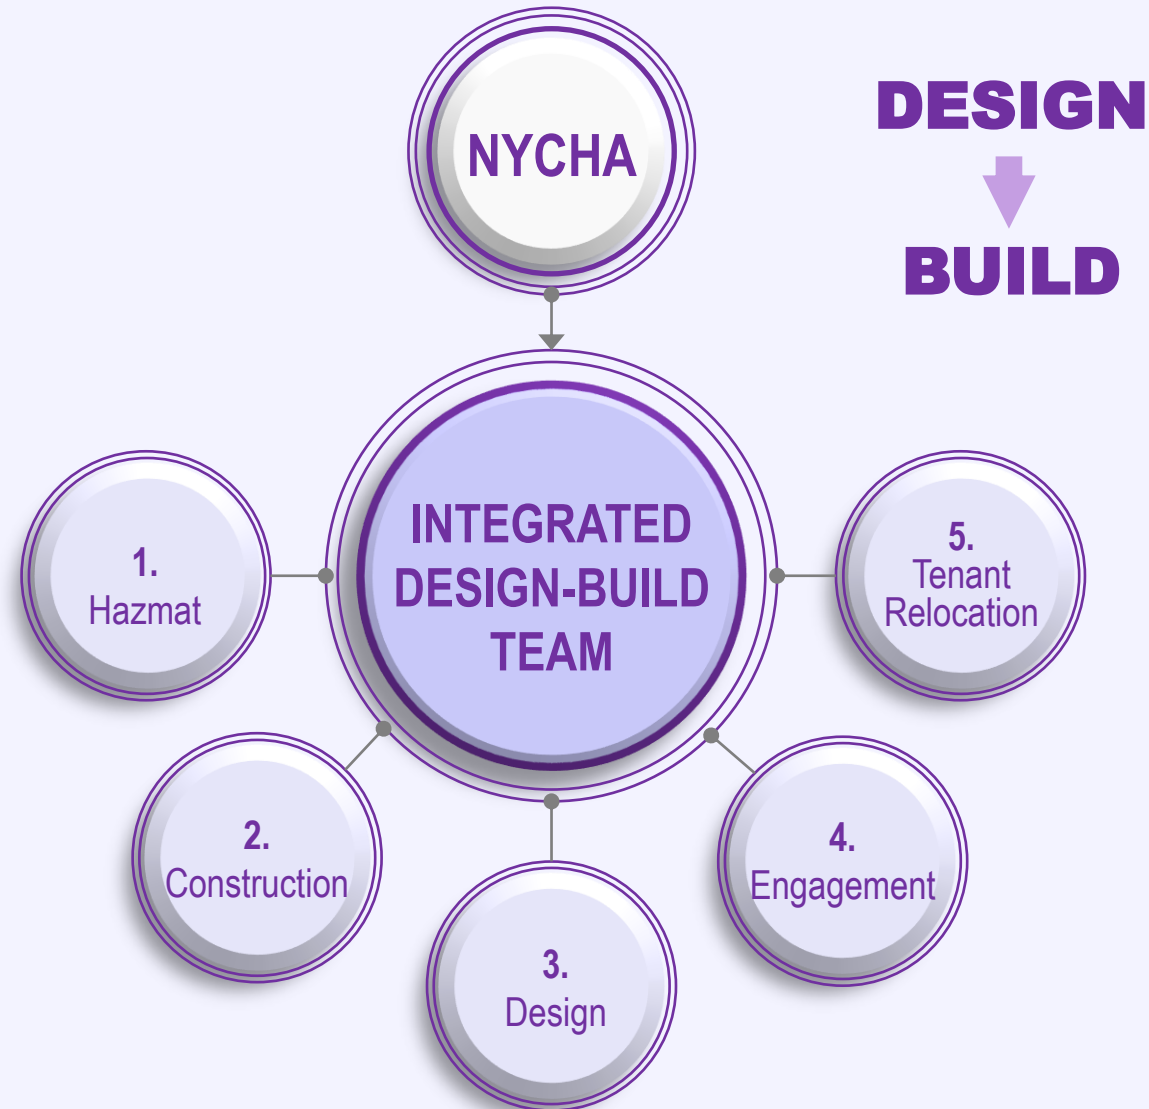 NYCHA
DESIGN
BUILD
INTEGRATED
DESIGN-BUILD
TEAM
1.
Hazmat
2.
Construction
3.
Design
4.
Engagement
5.
Tenant
Relocation